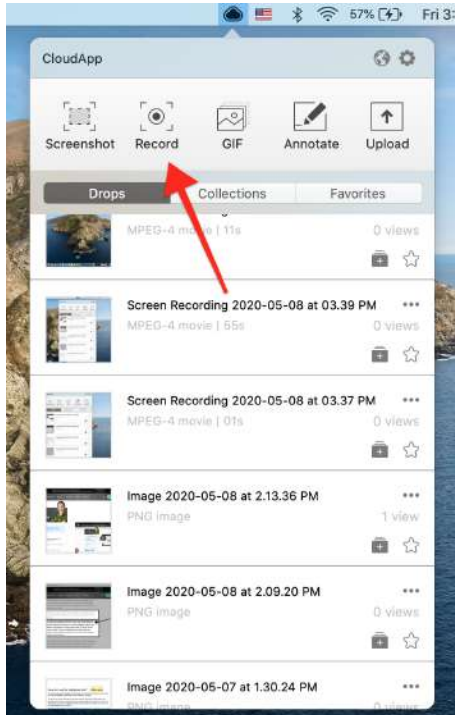 57% Fri 3:
CloudApp
Screenshot Record GIF Annotate Upload
Drops Collections Favorites
MPEG-4 movie | 11s 0 views
Screen Recording 2020-05-08 at 03.39 PM
MPEG-4 movie | 55s 0 views
Screen Recording 2020-05-08 at 03.37 PM
MPEG-4 movie | 01s 0 views
Image 2020-05-08 at 2.13.36 PM
PNG image 1 view
Image 2020-05-08 at 2.09.20 PM
PNG image 0 views
Image 2020-05-07 at 1.30.24 PM
PNG image 0 views